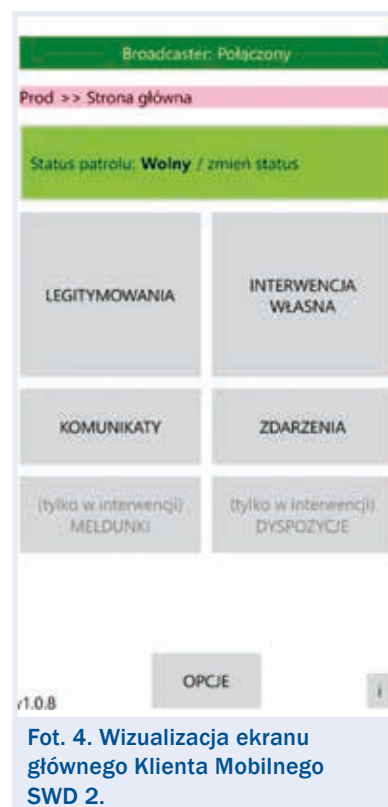 Broadcaster: Połączony
Prod >> Strona główna
Status patrolu: Wolny / zmień status
LEGITYMOWANIA
INTERWENCJA
WŁASNA
KOMUNIKATY
ZDARZENIA
(tylko w interwencji)
MELDUNKI
(tylko w interwencji)
DYSPOZYCJE
OPCJE
v1.0.8
i
Fot. 4. Wizualizacja ekranu
głównego Klienta Mobilnego
SWD 2.